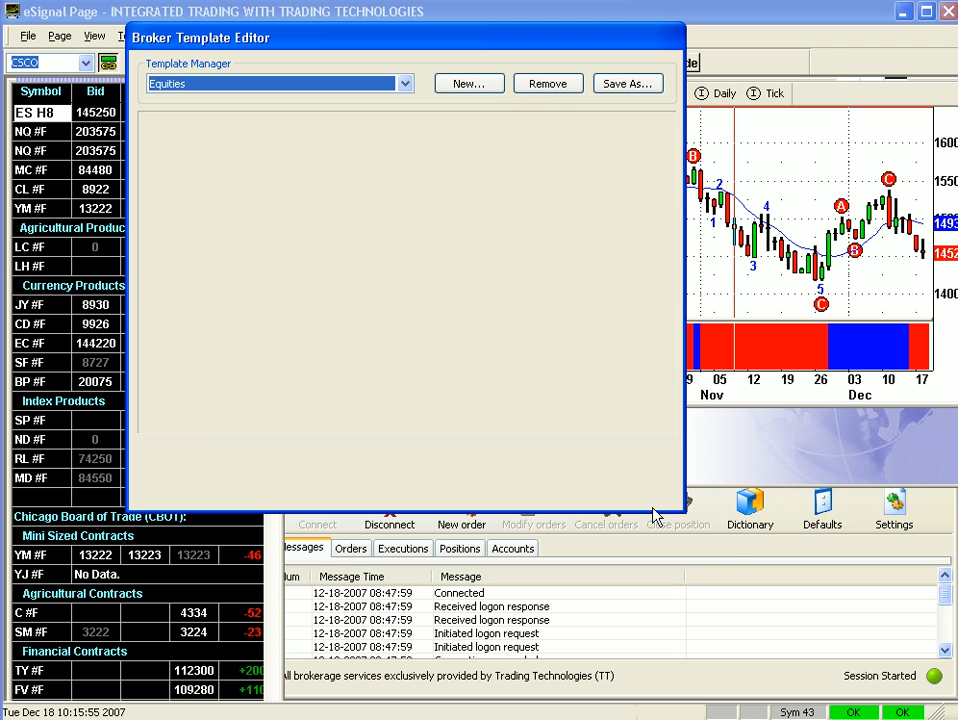 eSignal Page - INTEGRATED TRADING WITH TRADING TECHNOLOGIES
File Page View
CSCO
Broker Template Editor
Template Manager
Equities
New... Remove Save As...
Daily Tick
Symbol Bid
ES H8 145250
NQ #F 203575
NQ #F 203575
MC #F 84480
CL #F 8922
YM #F 13222
Agricultural Produc
LC #F 0
LH #F
Currency Products
JY #F 8930
CD #F 9926
EC #F 144220
SF #F 8727
BP #F 20075
Index Products
SP #F
ND #F 0
RL #F 74250
MD #F 84550
Chicago Board of Trade (CBOT):
Mini Sized Contracts
YM #F 13222 13223 13223 -46
YJ #F No Data.
Agricultural Contracts
C #F 4334 -52
SM #F 3222 3224 -23
Financial Contracts
TY #F 112300 +200
FV #F 109280 +110
B 2 1 4 3 5 C A B C
1600
1550
1493
1452
1400
05 12 19 26 03 10 17
Nov Dec
Connect Disconnect New order Modify orders Cancel orders Close position Dictionary Defaults Settings
Messages Orders Executions Positions Accounts
Num Message Time Message
12-18-2007 08:47:59 Connected
12-18-2007 08:47:59 Received logon response
12-18-2007 08:47:59 Received logon response
12-18-2007 08:47:59 Initiated logon request
12-18-2007 08:47:59 Initiated logon request
All brokerage services exclusively provided by Trading Technologies (TT) Session Started
Tue Dec 18 10:15:55 2007 Sym 43 OK OK